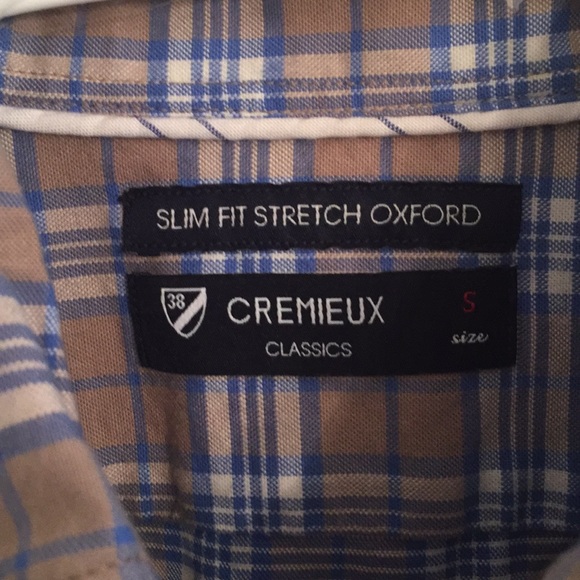 SLIM FIT STRETCH OXFORD
38 CREMIEUX S
CLASSICS size